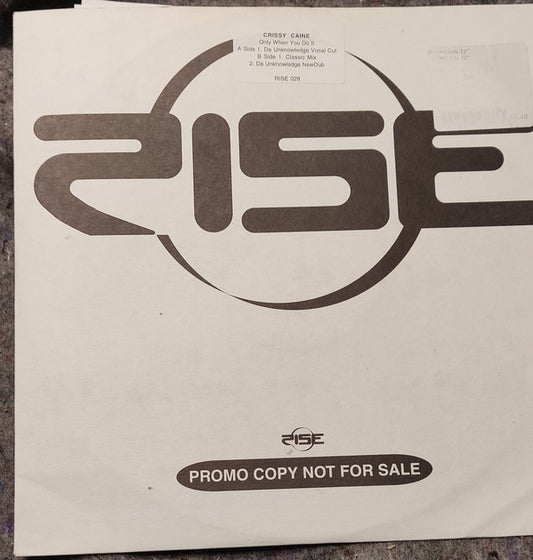 CRISSY CAINE
Only When You Do It
A Side 1. Da Unknowledge Vocal Cut
B Side 1. Classic Mix
2. Da Unknowledge NewDub
RISE 029
RISE
RISE
PROMO COPY NOT FOR SALE